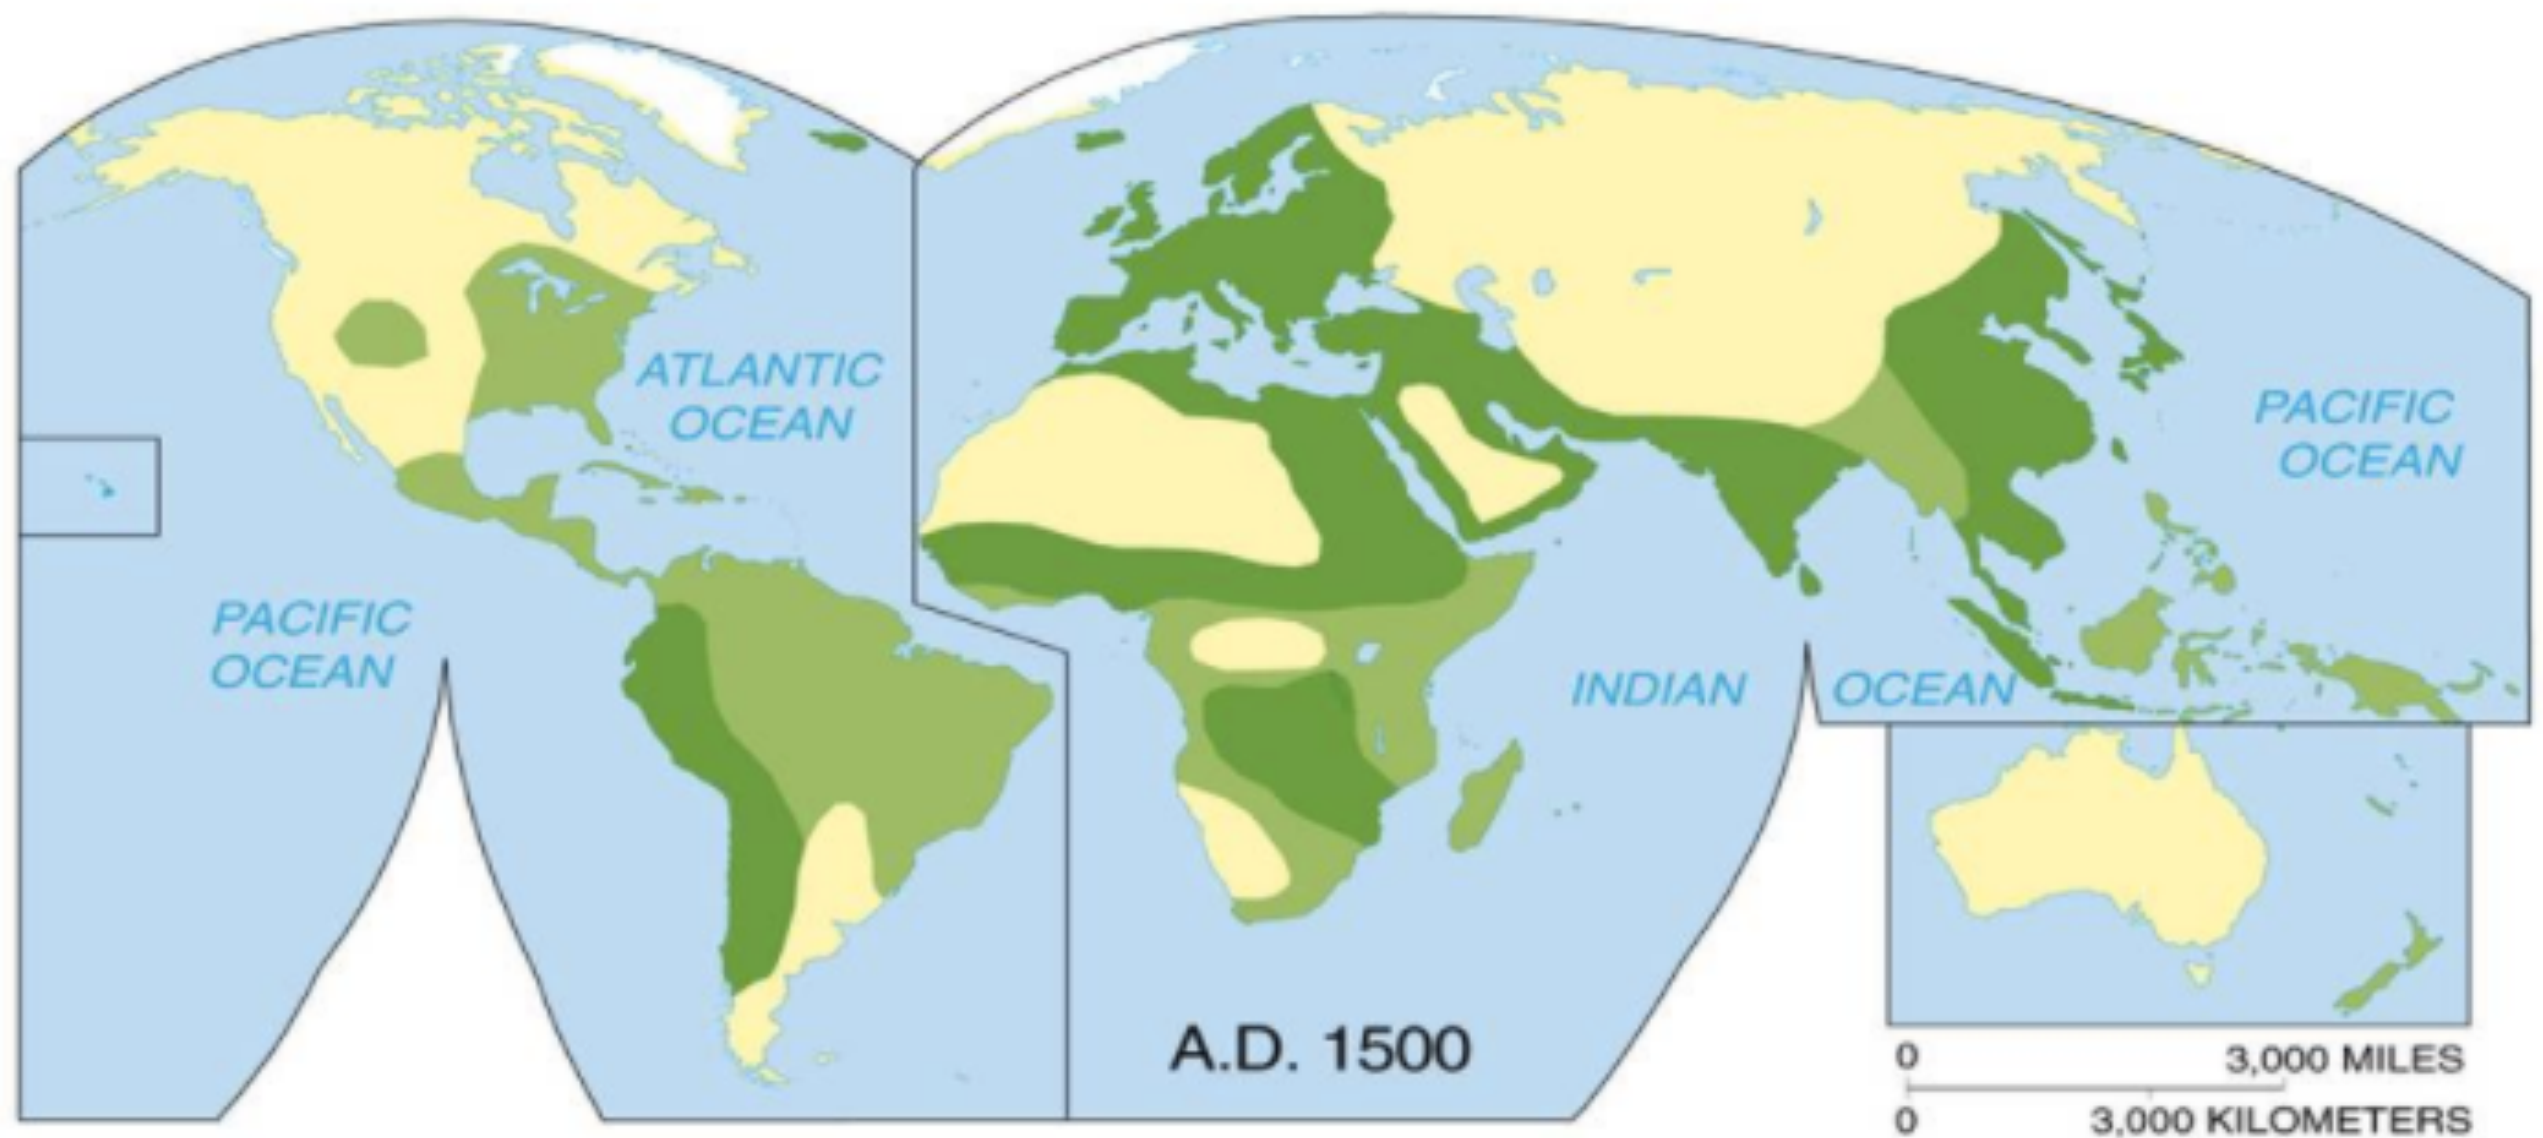 ATLANTIC
OCEAN
PACIFIC
OCEAN
PACIFIC
OCEAN
INDIAN OCEAN
A.D. 1500
0 3,000 MILES
0 3,000 KILOMETERS